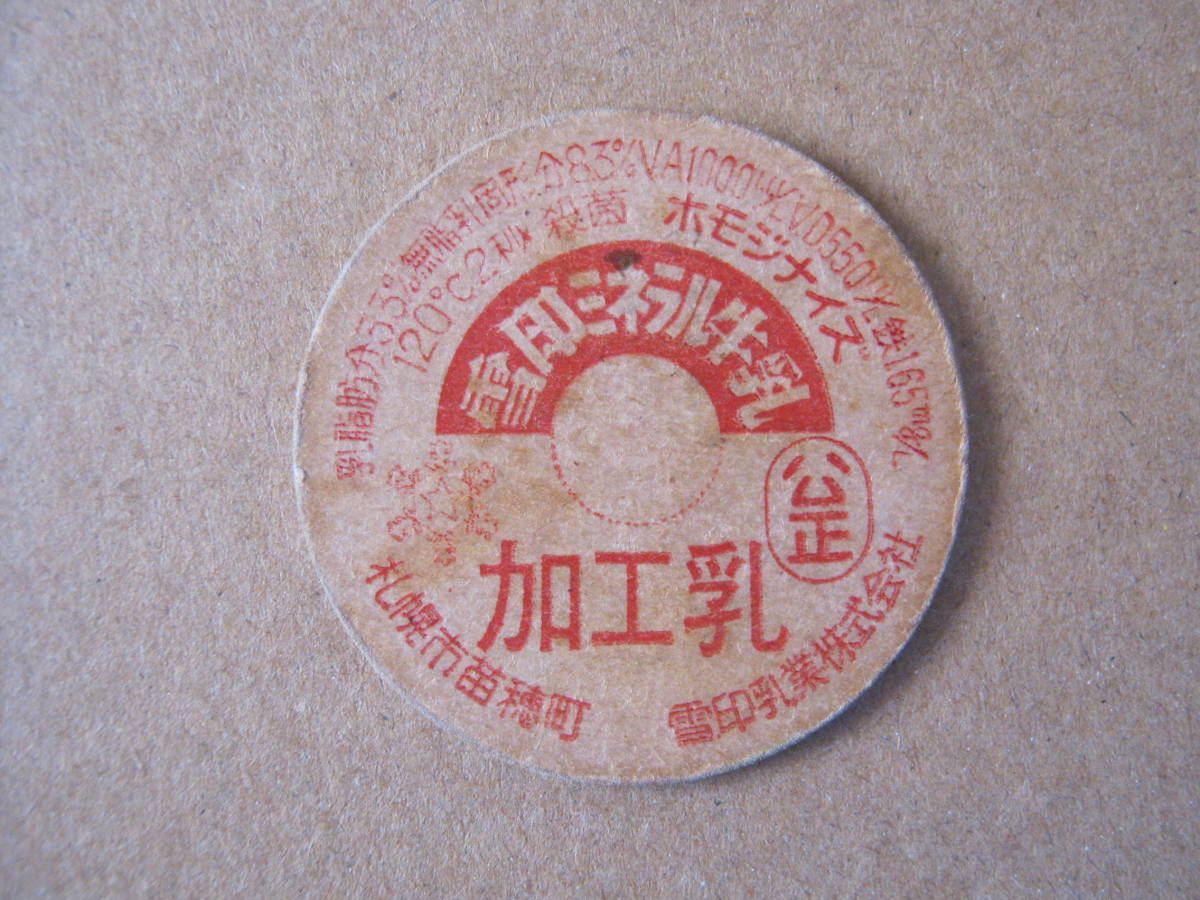 乳脂肪分3.3%無脂乳固形分8.3%VA1000IU/L VD550IU/L鉄16.5mg/L
120°C2秒 殺菌 ホモジナイズ
雪印ミネラル牛乳
公正
加工乳
札幌市苗穂町 雪印乳業株式会社